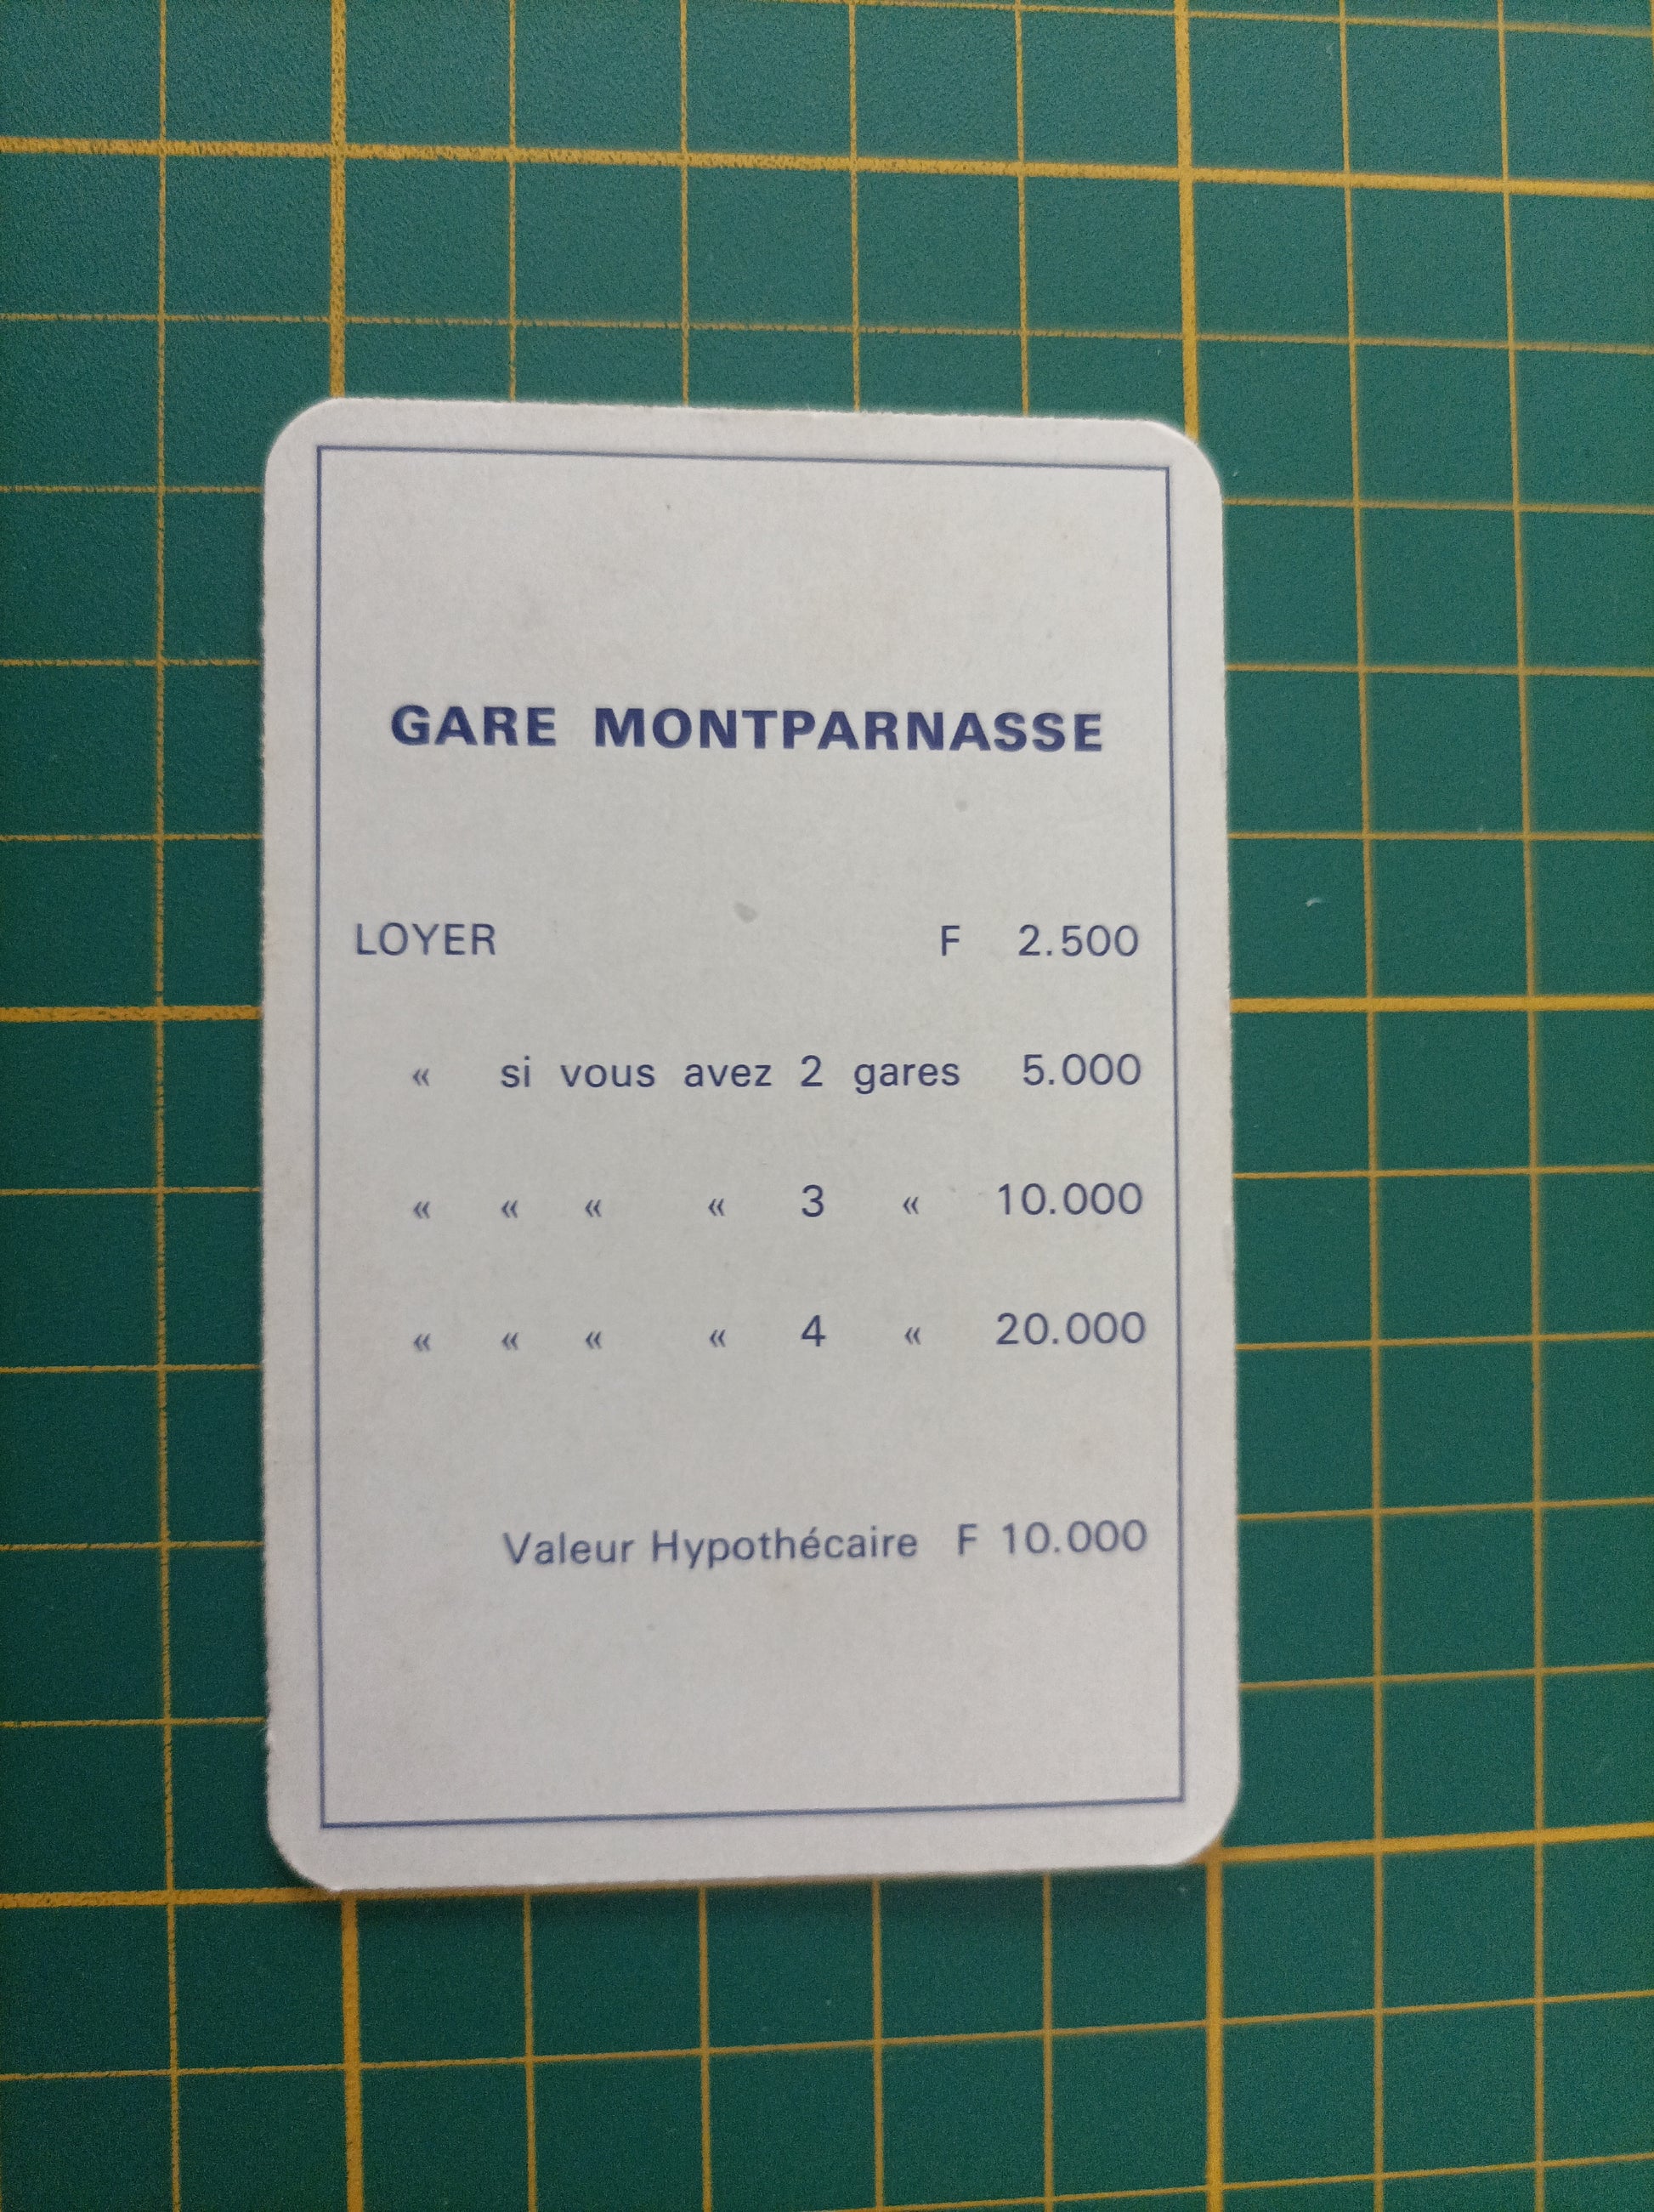 GARE MONTPARNASSE
LOYER F 2.500
« si vous avez 2 gares 5.000
« « « « 3 « 10.000
« « « « 4 « 20.000
Valeur Hypothécaire F 10.000